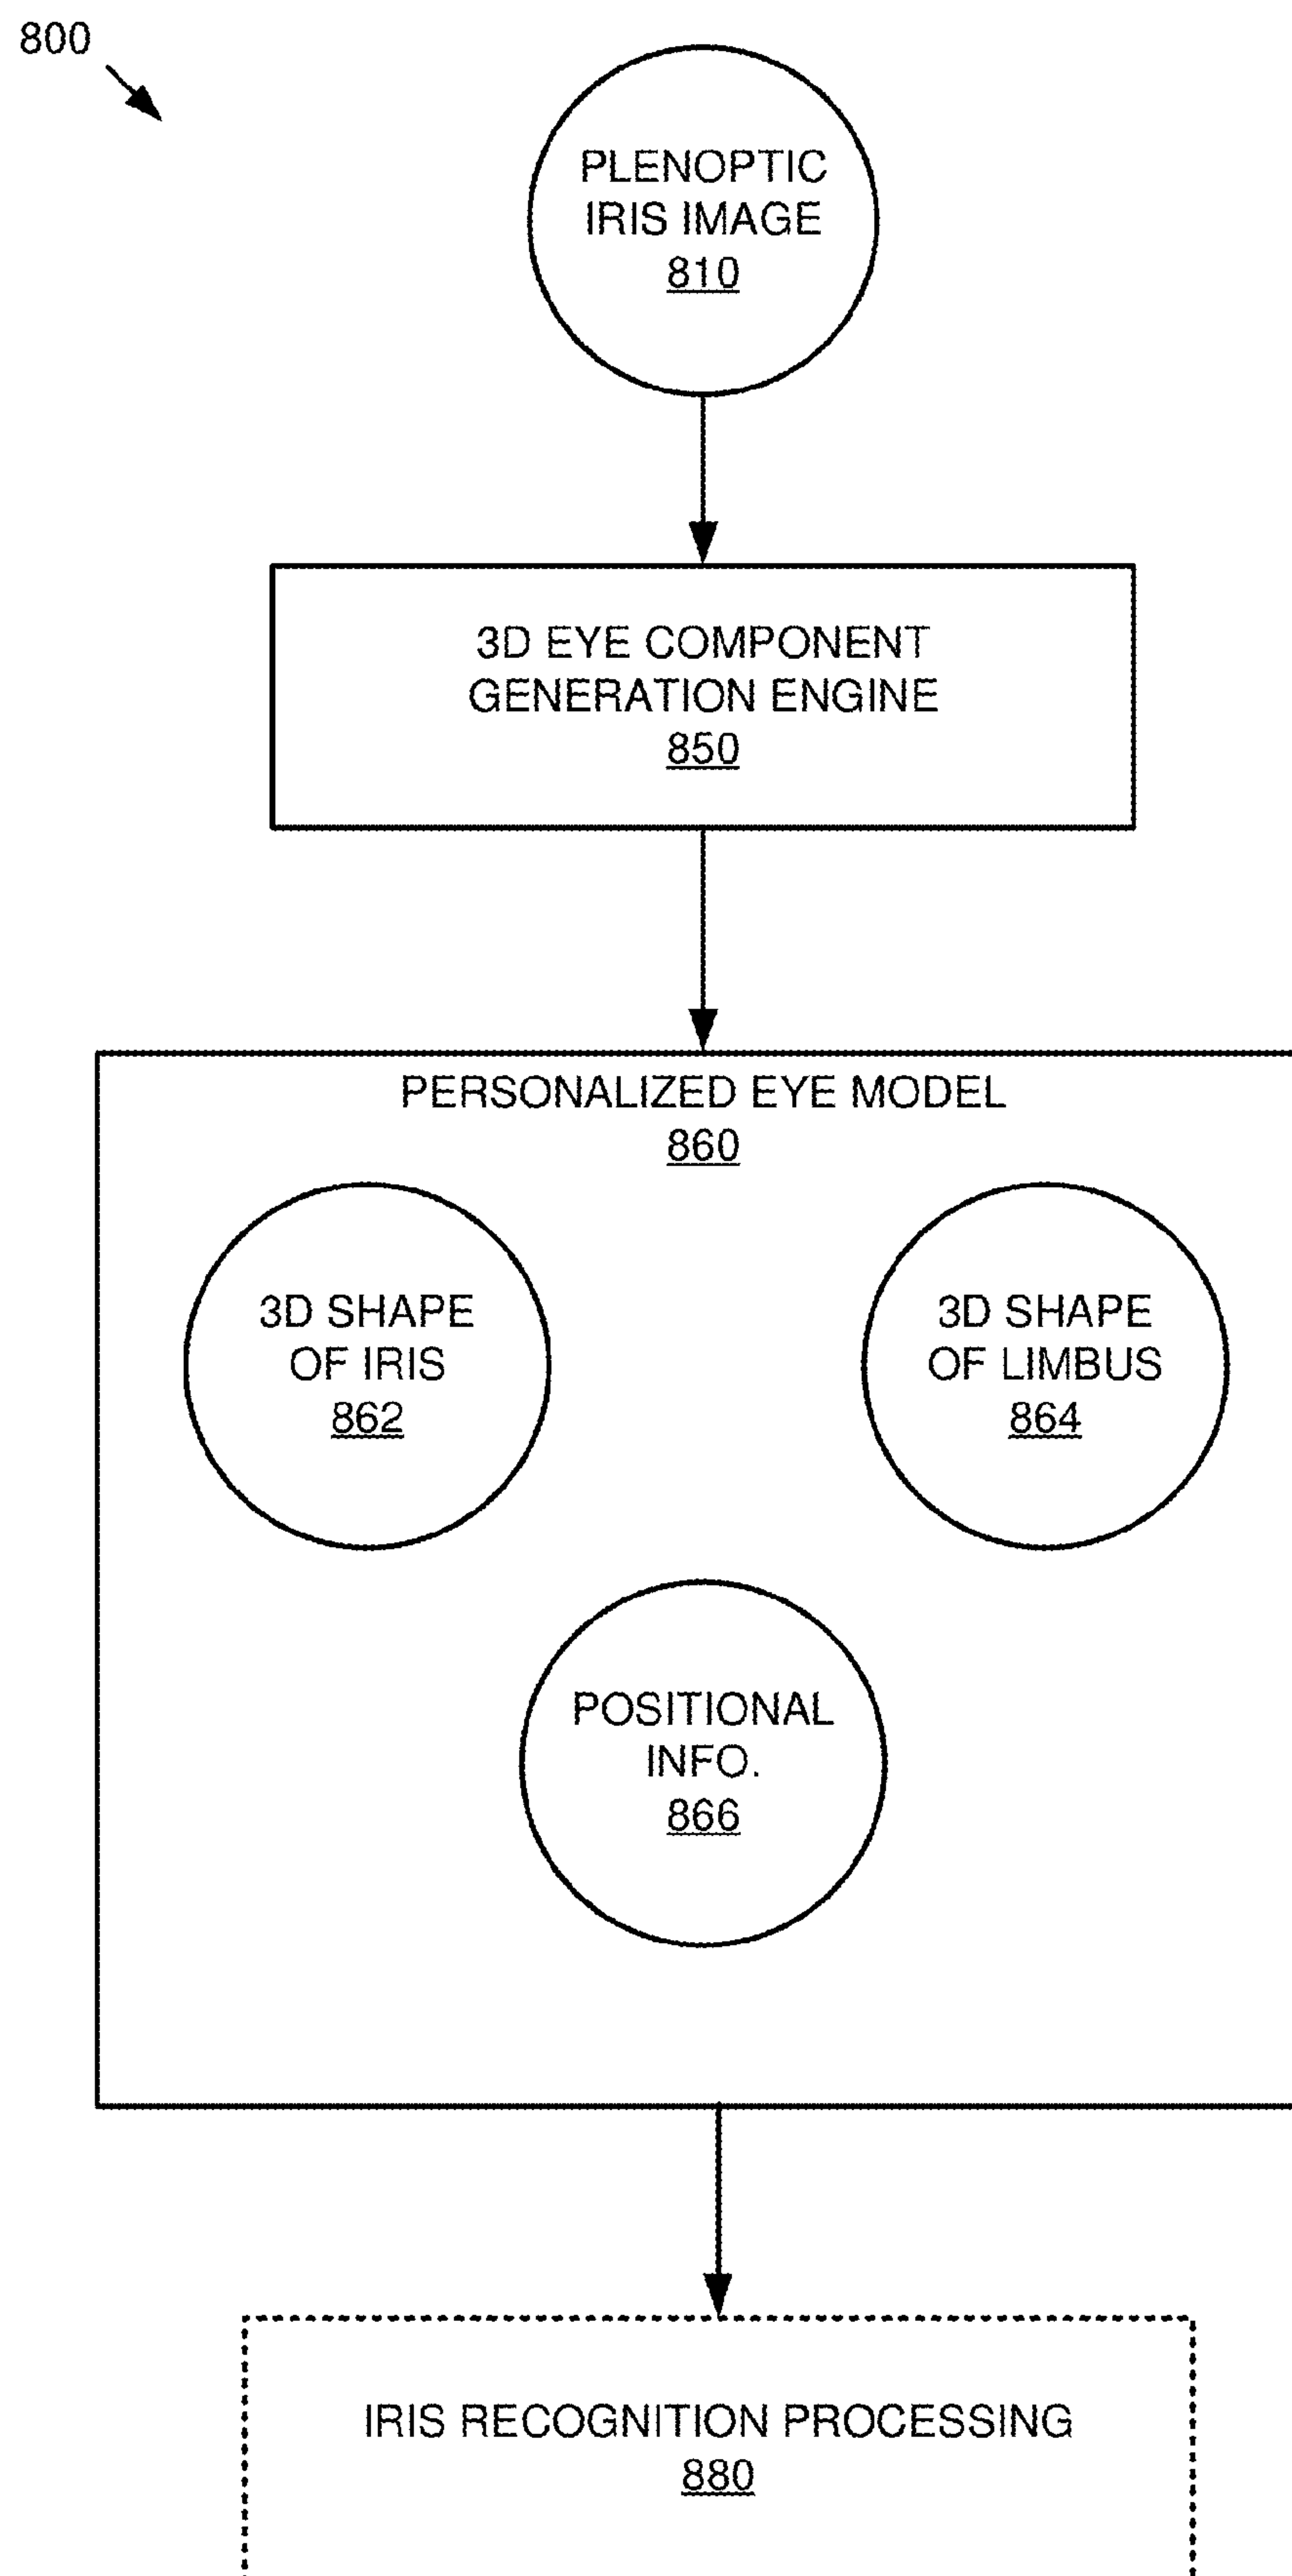 800
PLENOPTIC
IRIS IMAGE
810
3D EYE COMPONENT
GENERATION ENGINE
850
PERSONALIZED EYE MODEL
860
3D SHAPE
OF IRIS
862
3D SHAPE
OF LIMBUS
864
POSITIONAL
INFO.
866
IRIS RECOGNITION PROCESSING
880